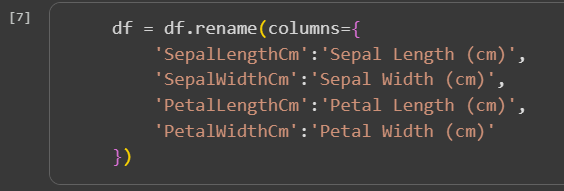 [7]
df = df.rename(columns={
    'SepalLengthCm':'Sepal Length (cm)',
    'SepalWidthCm':'Sepal Width (cm)',
    'PetalLengthCm':'Petal Length (cm)',
    'PetalWidthCm':'Petal Width (cm)'
})